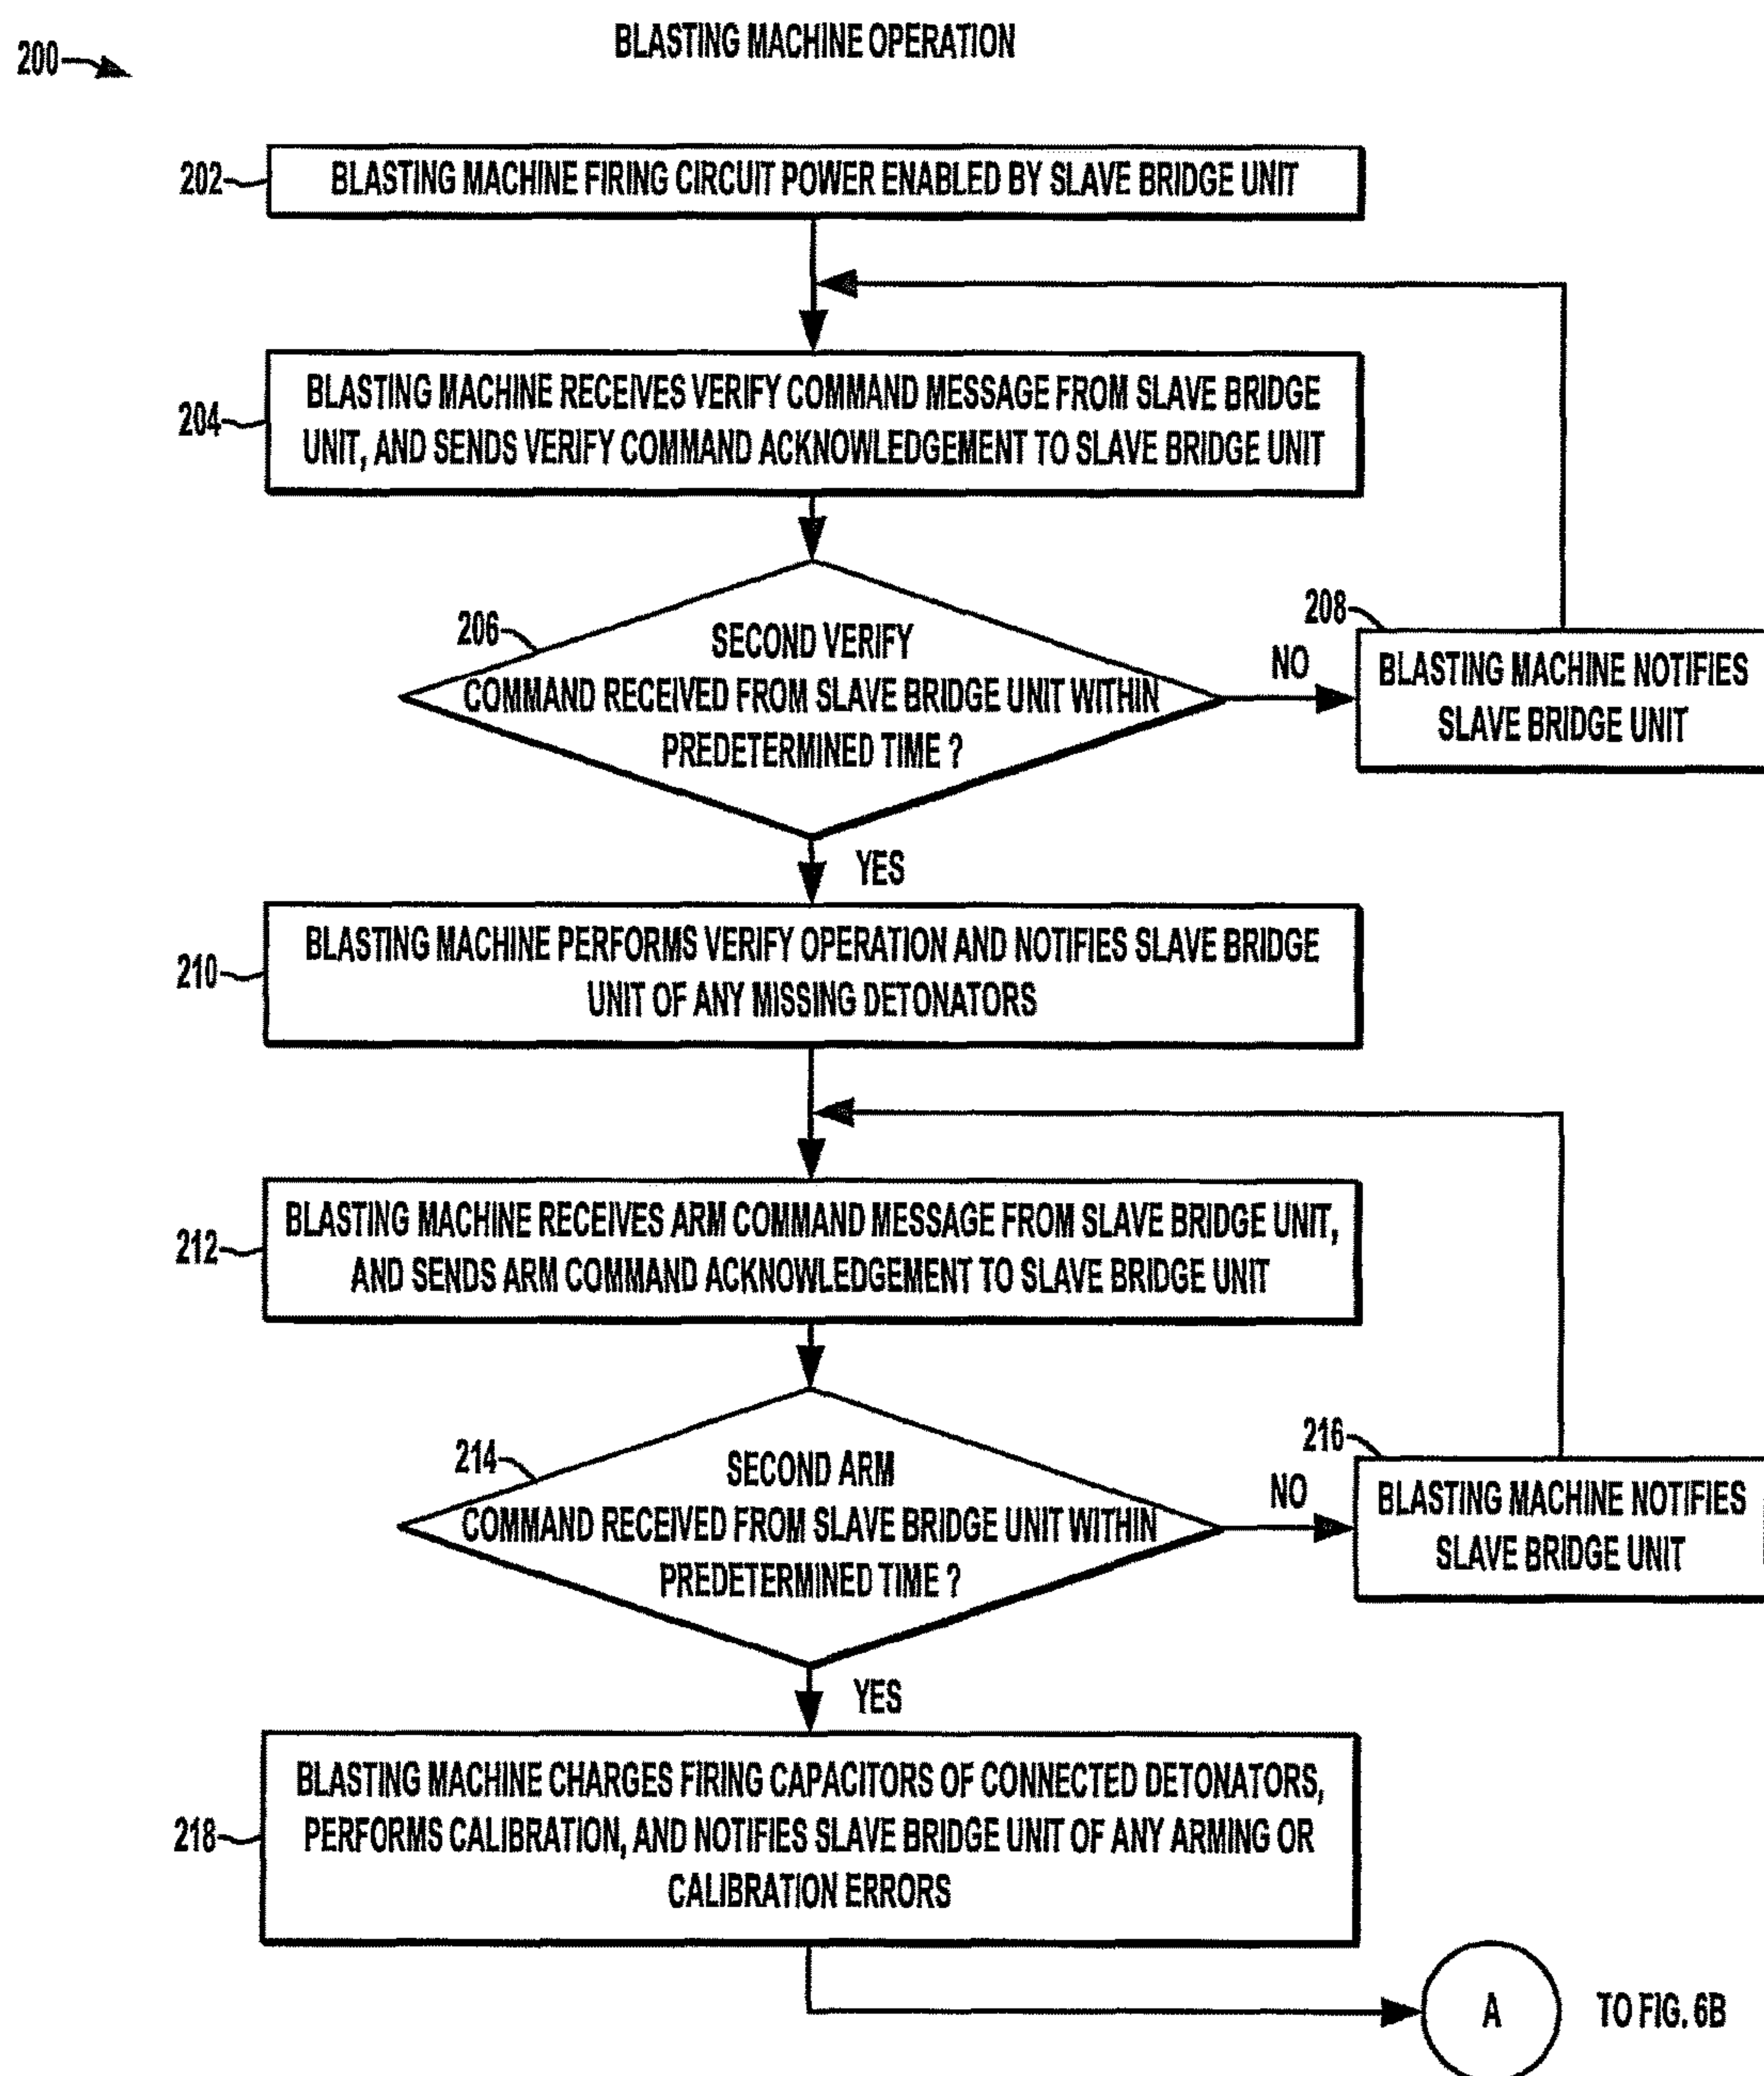 BLASTING MACHINE OPERATION
200
202
BLASTING MACHINE FIRING CIRCUIT POWER ENABLED BY SLAVE BRIDGE UNIT
204
BLASTING MACHINE RECEIVES VERIFY COMMAND MESSAGE FROM SLAVE BRIDGE
UNIT, AND SENDS VERIFY COMMAND ACKNOWLEDGEMENT TO SLAVE BRIDGE UNIT
206
SECOND VERIFY
COMMAND RECEIVED FROM SLAVE BRIDGE UNIT WITHIN
PREDETERMINED TIME ?
NO
208
BLASTING MACHINE NOTIFIES
SLAVE BRIDGE UNIT
YES
210
BLASTING MACHINE PERFORMS VERIFY OPERATION AND NOTIFIES SLAVE BRIDGE
UNIT OF ANY MISSING DETONATORS
212
BLASTING MACHINE RECEIVES ARM COMMAND MESSAGE FROM SLAVE BRIDGE UNIT,
AND SENDS ARM COMMAND ACKNOWLEDGEMENT TO SLAVE BRIDGE UNIT
214
SECOND ARM
COMMAND RECEIVED FROM SLAVE BRIDGE UNIT WITHIN
PREDETERMINED TIME ?
NO
216
BLASTING MACHINE NOTIFIES
SLAVE BRIDGE UNIT
YES
218
BLASTING MACHINE CHARGES FIRING CAPACITORS OF CONNECTED DETONATORS,
PERFORMS CALIBRATION, AND NOTIFIES SLAVE BRIDGE UNIT OF ANY ARMING OR
CALIBRATION ERRORS
A
TO FIG. 6B